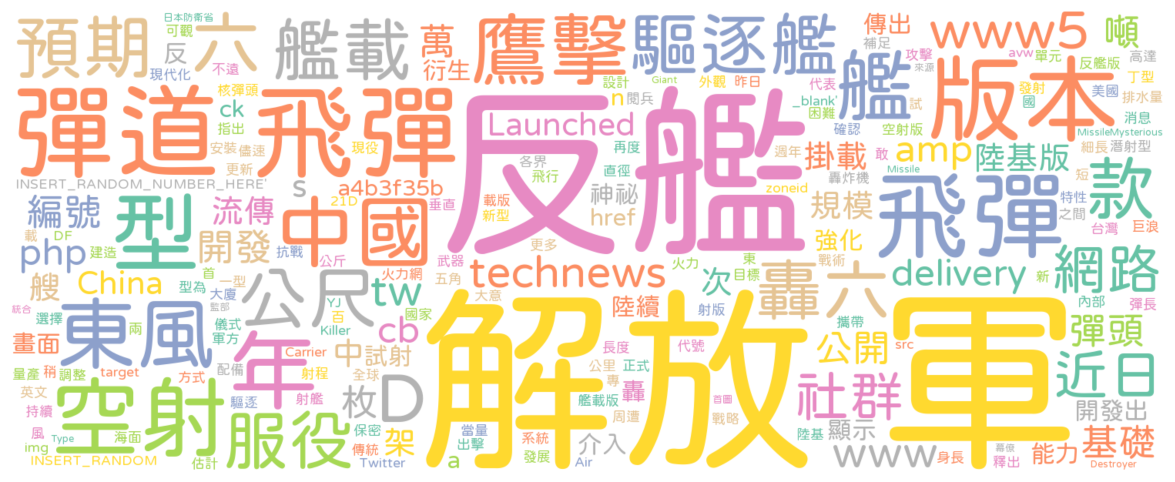 日本防衛省
可觀
反
六
預期
現代化
不遠
艦載
萬
衍生
鷹擊
驅逐艦
傳出
補足
www5
噸
艦
攻擊
來源
avw
單元
反艦版
高達
丁型
彈道飛彈
核彈頭
指出
ck
安裝
儘速
更新
現役
n
設計
Giant
外觀
昨日
閱兵
Launched
再度
反艦
_blank'
困難
代表
確認
試
空射版
發射
國
美國
排水量
版本
消息
MissileMysterious
細長
潛射型
INSERT_RANDOM_NUMBER_HERE'
s
a4b3f35b
21D
載版
新型
垂直
各界
飛行
直徑
神祕
href
掛載
週年
轟炸機
zoneid
amp
敢
Missile
陸基版
規模
飛彈
短
款
特性
之間
台灣
巨浪
編號
載
DF
建造
php
型
流傳
開發
首
抗戰
一型
中國
公斤
火力網
武器
五角
更多
technews
火力
東
目標
次
陸續
轟六
強化
戰術
delivery
新
網路
內部
彈長
彈頭
艘
China
型為
大廈
監部
統合
公尺
YJ
百
tw
國家
Killer
大意
cb
射版
解放軍
攜帶
東風
選擇
兩
儀式
軍方
畫面
年
Carrier
中
試射
長度
代號
公里
正式
專
公開
src
近日
量產
稍
調整
target
方式
配備
射程
全球
枚
D
艦載版
轟
周遭
首圖
戰略
社群
開發出
英文
持續
空射
驅逐
射艦
服役
保密
傳統
架
當量
出擊
系統
發展
介入
陸基
顯示
基礎
風
img
Type
海面
INSERT_RANDOM
估計
Twitter
a
Air
www
身長
幕僚
釋出
能力
Destroyer